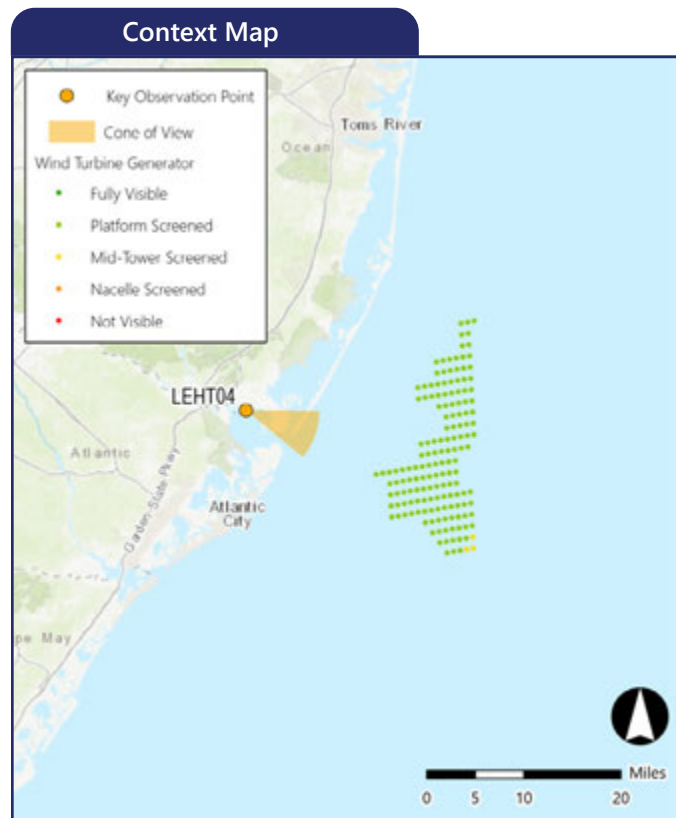 Context Map
Key Observation Point
Cone of View
Wind Turbine Generator
Fully Visible
Platform Screened
Mid-Tower Screened
Nacelle Screened
Not Visible
Toms River
Ocean
LEHT04
Atlantic
Garden-State Pkwy
Atlantic
City
pe May
Miles
0 5 10 20